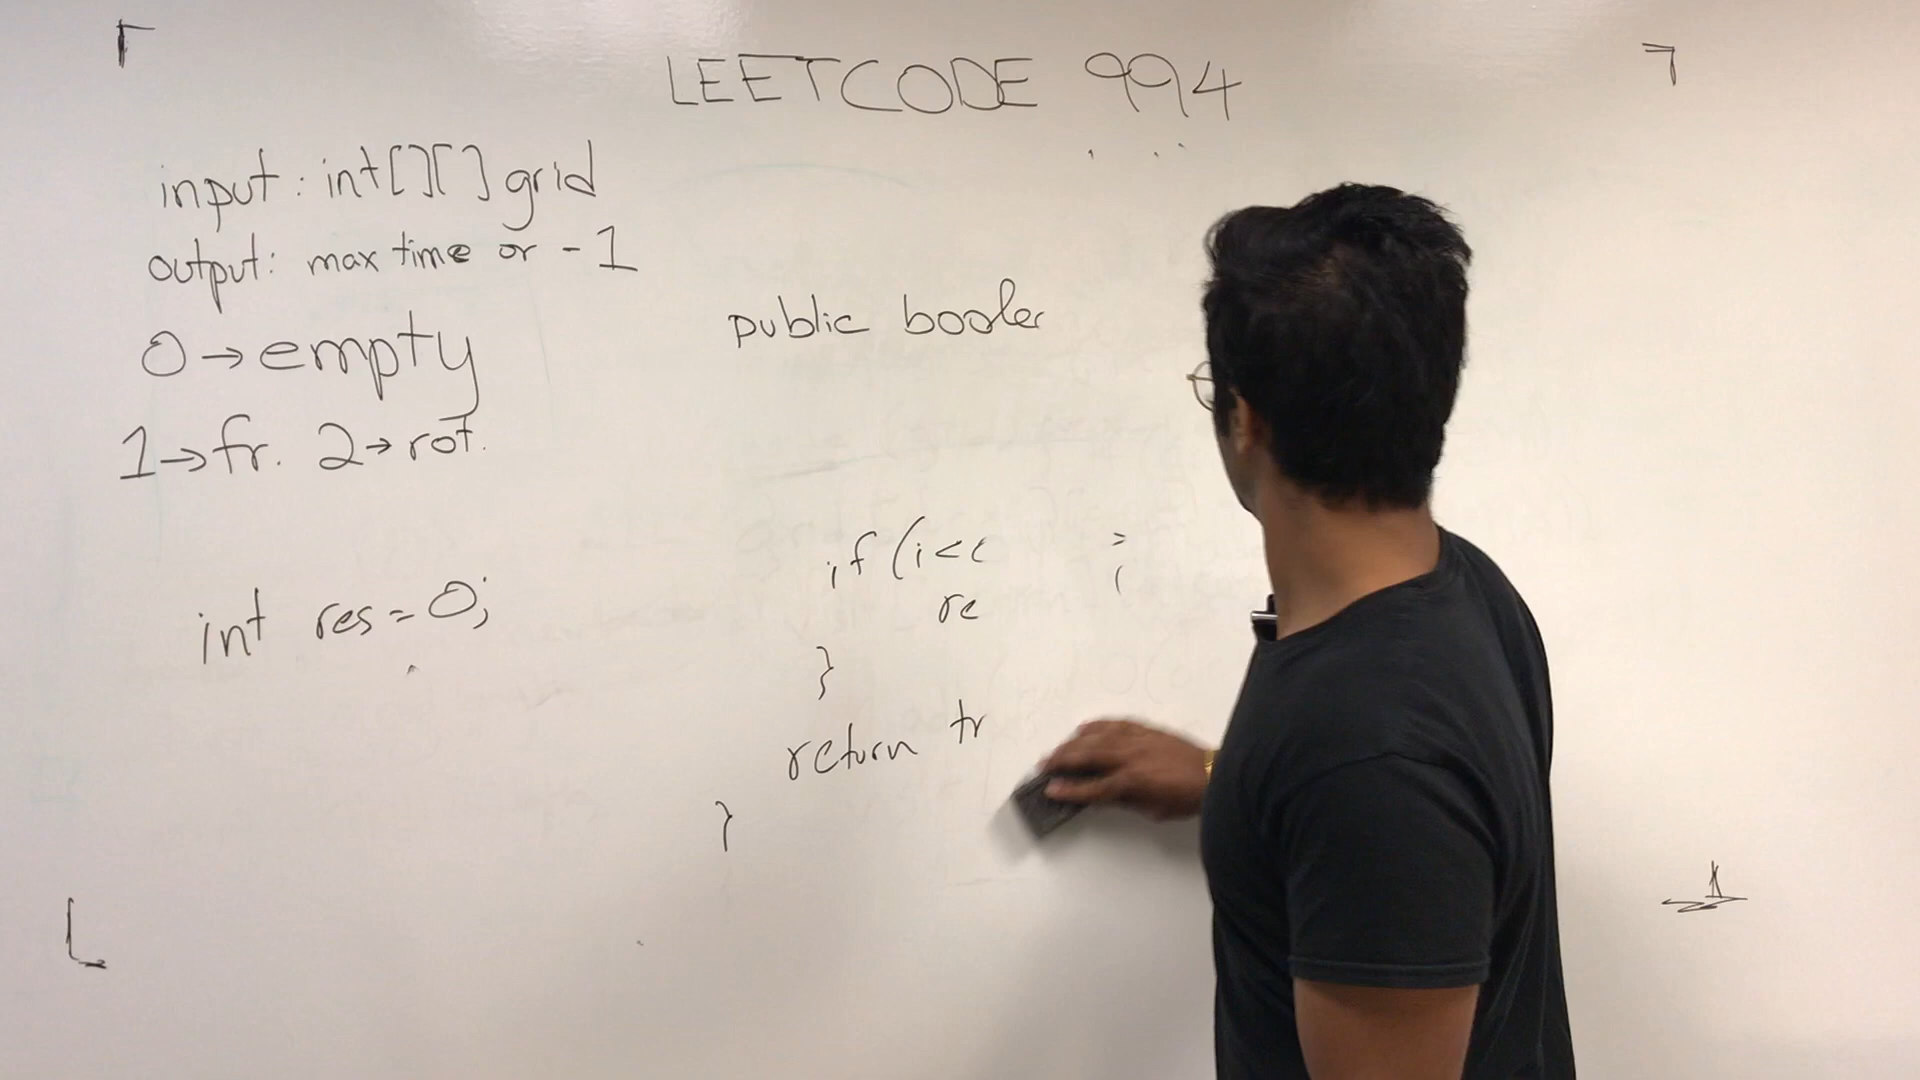 LEETCODE 994
input: int[][] grid
output: max time or -1
0→empty
1→fr. 2→rot.
int res=0;
public boole
if (i<
re
}
return tr
}